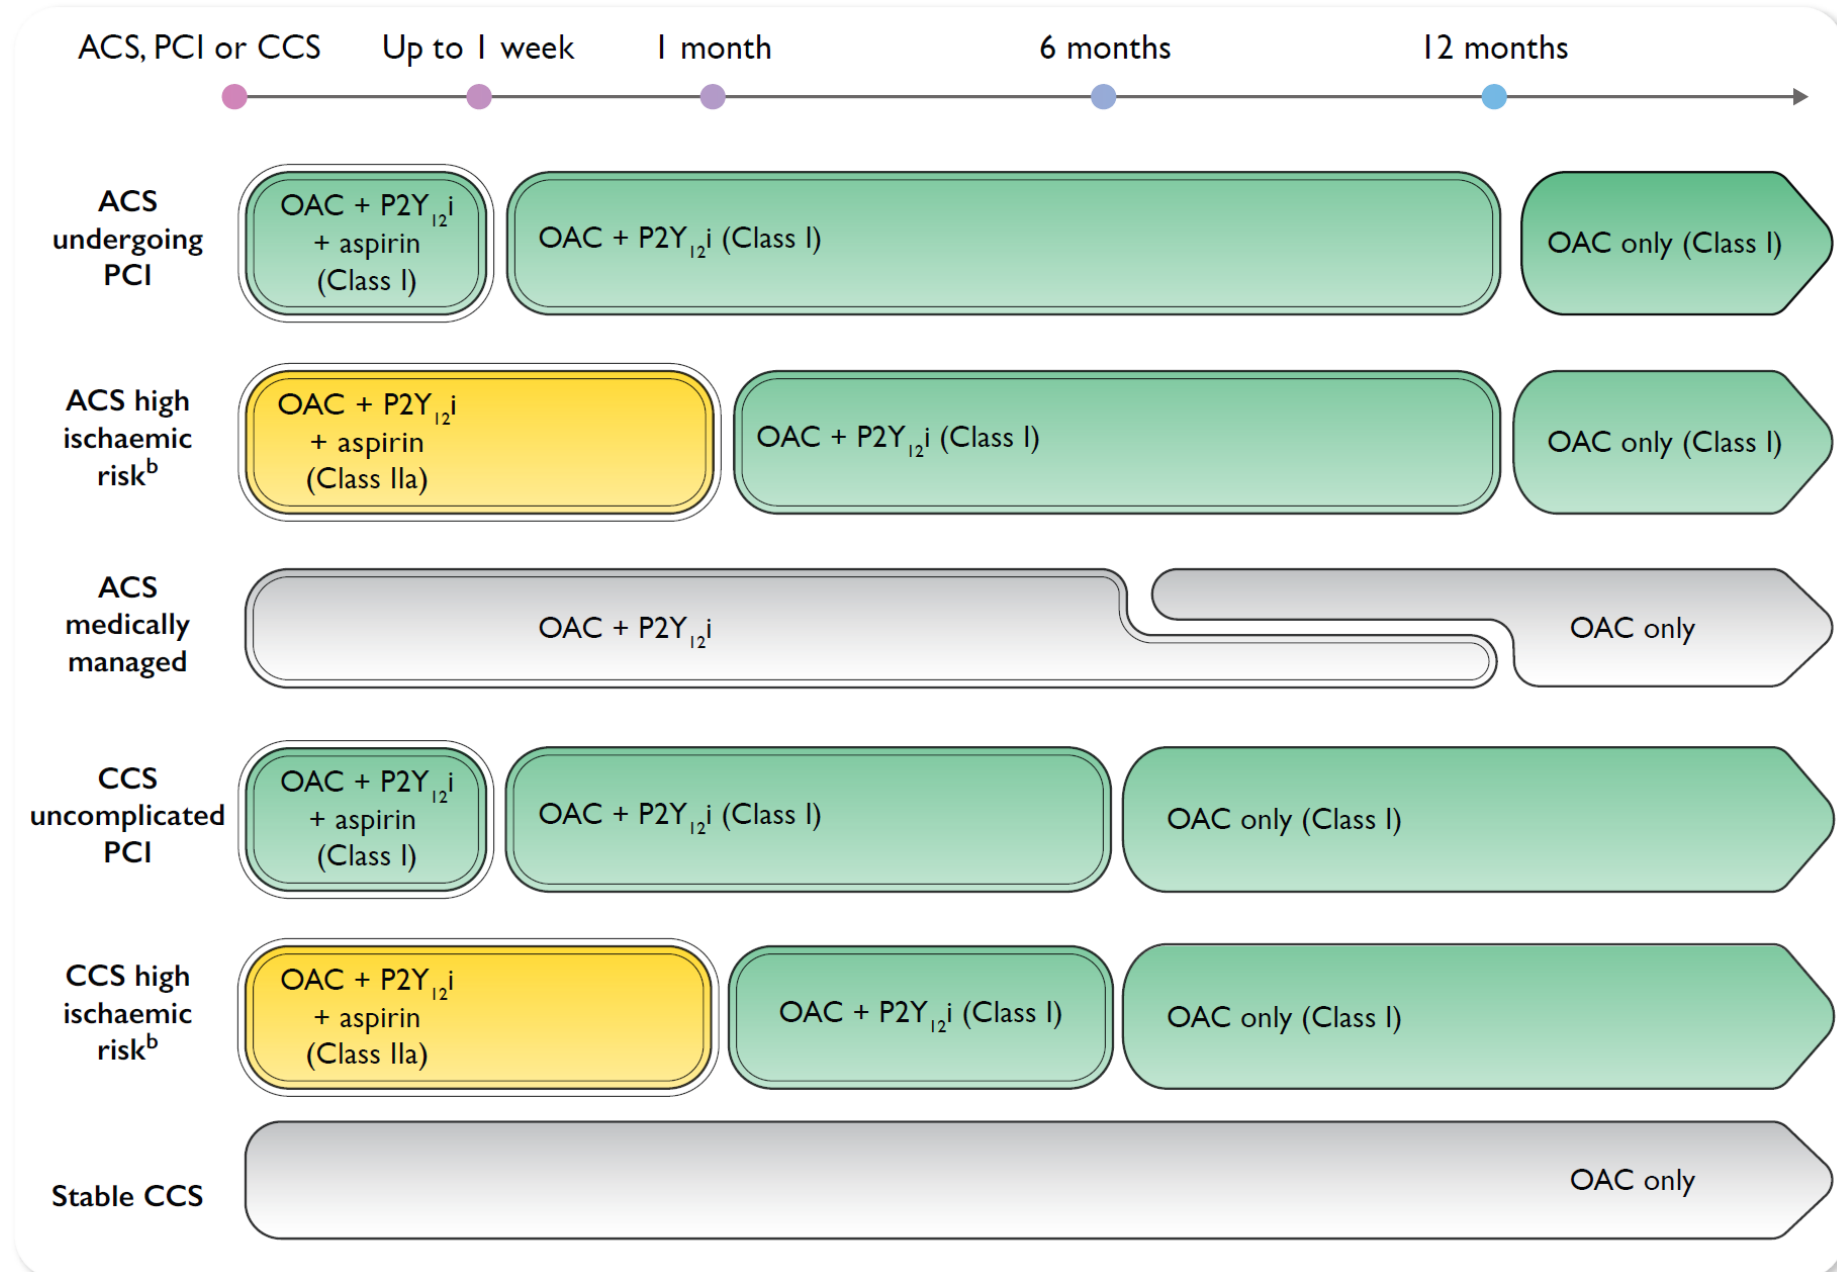 ACS, PCI or CCS Up to 1 week 1 month 6 months 12 months
ACS
undergoing
PCI
OAC + P2Y₁₂i
+ aspirin
(Class I)
OAC + P2Y₁₂i (Class I)
OAC only (Class I)
ACS high
ischaemic
riskᵇ
OAC + P2Y₁₂i
+ aspirin
(Class IIa)
OAC + P2Y₁₂i (Class I)
OAC only (Class I)
ACS
medically
managed
OAC + P2Y₁₂i
OAC only
CCS
uncomplicated
PCI
OAC + P2Y₁₂i
+ aspirin
(Class I)
OAC + P2Y₁₂i (Class I)
OAC only (Class I)
CCS high
ischaemic
riskᵇ
OAC + P2Y₁₂i
+ aspirin
(Class IIa)
OAC + P2Y₁₂i (Class I)
OAC only (Class I)
Stable CCS
OAC only